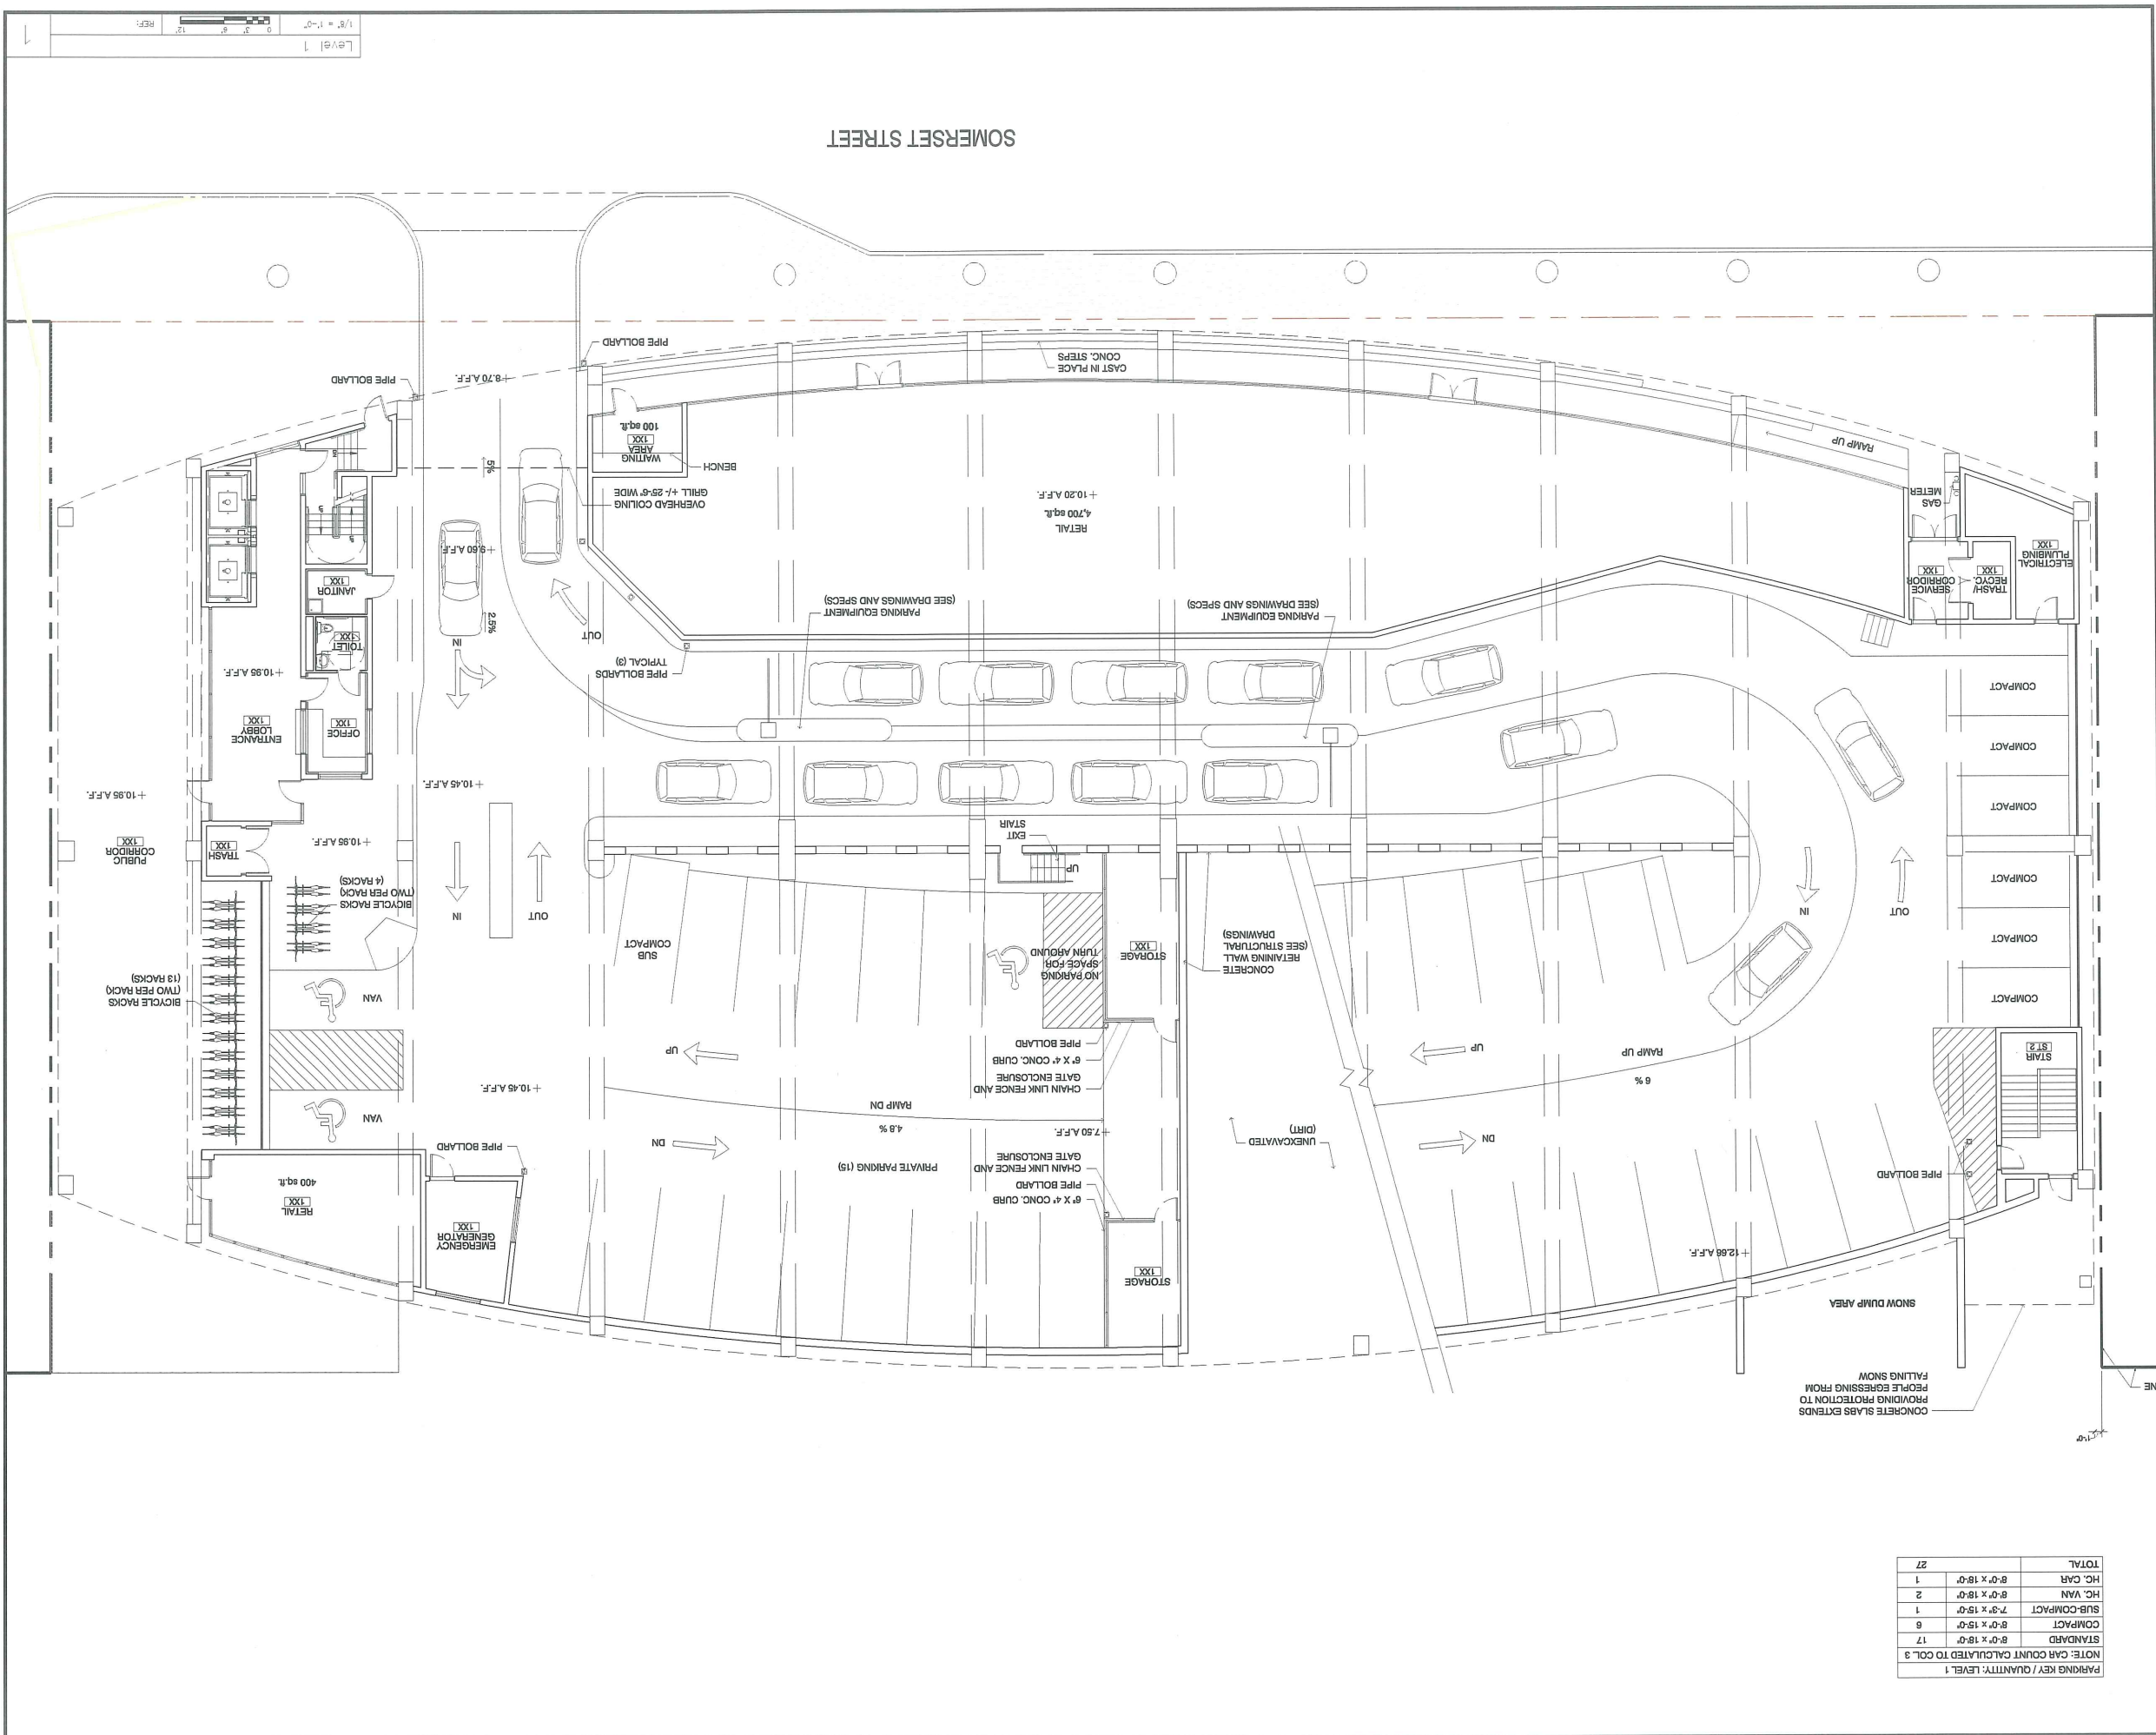 PARKING KEY / QUANTITY: LEVEL 1
NOTE: CAR COUNT CALCULATED TO COL 3
STANDARD 8'-0" X 18'-0" 17
COMPACT 8'-0" X 15'-0" 6
SUB-COMPACT 7'-3" X 15'-0" 1
HC. VAN 8'-0" X 18'-0" 2
HC. CAR 8'-0" X 18'-0" 1
TOTAL 27
1'-0"
CONCRETE SLABS EXTENDS
PROVIDING PROTECTION TO
PEOPLE EGRESSING FROM
FALLING SNOW
NE
SNOW DUMP AREA
+12.66 A.F.F.
STORAGE
1XX
EMERGENCY
GENERATOR
1XX
RETAIL
1XX
400 sq.ft.
PIPE BOLLARD
STAIR
ST 2
6" X 4" CONC. CURB
PIPE BOLLARD
CHAIN LINK FENCE AND
GATE ENCLOSURE
PRIVATE PARKING (15)
PIPE BOLLARD
DN
UNEXCAVATED
(DIRT)
+7.50 A.F.F.
4.8 %
DN
RAMP DN
VAN
6 %
RAMP UP
UP
CHAIN LINK FENCE AND
GATE ENCLOSURE
6" X 4" CONC. CURB
PIPE BOLLARD
+10.45 A.F.F.
UP
VAN
COMPACT
COMPACT
COMPACT
OUT
IN
CONCRETE
RETAINING WALL
(SEE STRUCTURAL
DRAWINGS)
STORAGE
1XX
NO PARKING
SPACE FOR
TURN AROUND
SUB
COMPACT
OUT
IN
BICYCLE RACKS
(TWO PER RACK)
(13 RACKS)
BICYCLE RACKS
(TWO PER RACK)
(4 RACKS)
UP
EXIT
STAIR
+10.95 A.F.F.
TRASH
1XX
PUBLIC
CORRIDOR
1XX
+10.95 A.F.F.
COMPACT
COMPACT
COMPACT
+10.45 A.F.F.
OFFICE
1XX
ENTRANCE
LOBBY
1XX
+10.95 A.F.F.
PIPE BOLLARDS
TYPICAL (3)
OUT
IN
2.5%
TOILET
1XX
JANITOR
1XX
PARKING EQUIPMENT
(SEE DRAWINGS AND SPECS)
PARKING EQUIPMENT
(SEE DRAWINGS AND SPECS)
ELECTRICAL
PLUMBING
1XX
TRASH/
RECYC.
1XX
SERVICE
CORRIDOR
1XX
+9.60 A.F.F.
GAS
METER
RETAIL
4,700 sq.ft.
+10.20 A.F.F.
OVERHEAD COILING
GRILL +/- 25'-6" WIDE
5%
UP
UP
DN
BENCH
WAITING
AREA
1XX
100 sq.ft.
RAMP UP
CAST IN PLACE
CONC. STEPS
PIPE BOLLARD
+8.70 A.F.F.
PIPE BOLLARD
SOMERSET STREET
Level 1
1/8" = 1'-0"
0 3' 6' 12'
REF:
1